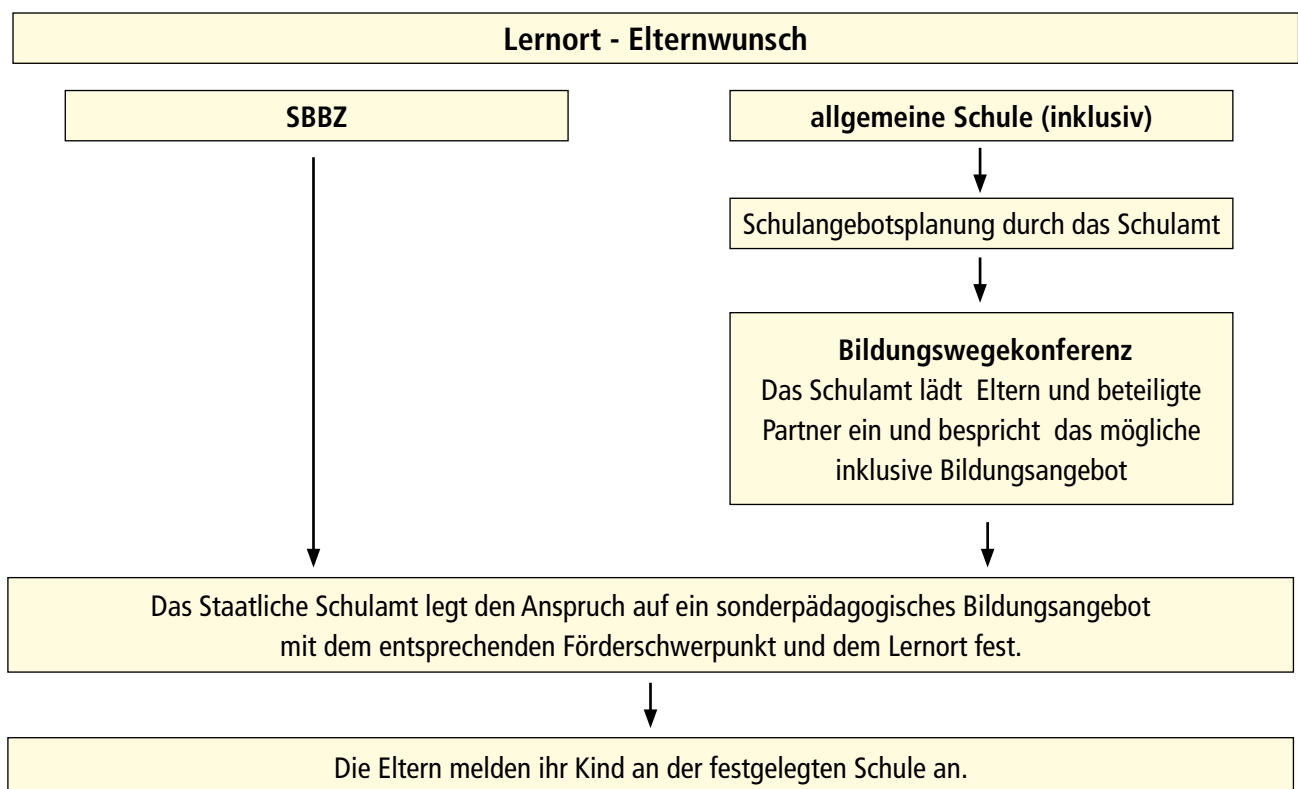 Lernort - Elternwunsch
SBBZ
allgemeine Schule (inklusiv)
Schulangebotsplanung durch das Schulamt
Bildungswegekonferenz
Das Schulamt lädt Eltern und beteiligte
Partner ein und bespricht das mögliche
inklusive Bildungsangebot
Das Staatliche Schulamt legt den Anspruch auf ein sonderpädagogisches Bildungsangebot
mit dem entsprechenden Förderschwerpunkt und dem Lernort fest.
Die Eltern melden ihr Kind an der festgelegten Schule an.